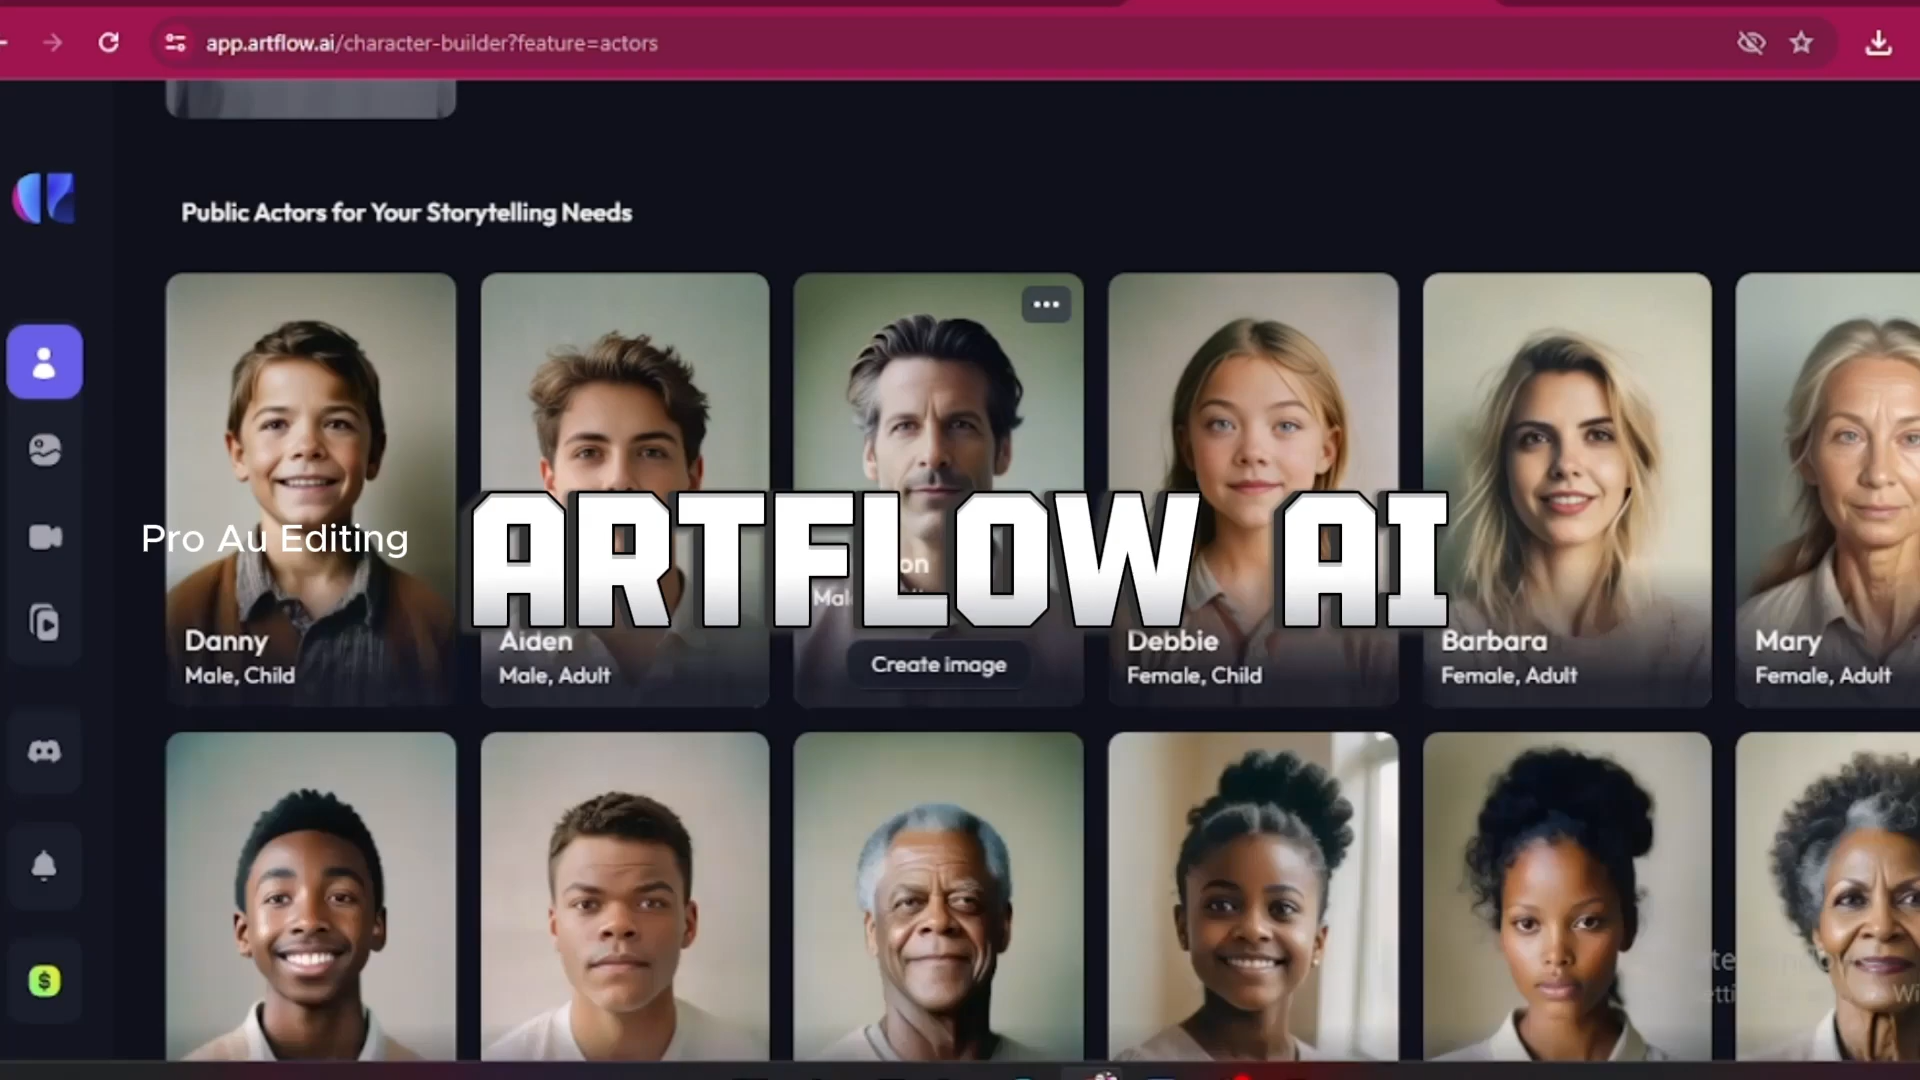 app.artflow.ai/character-builder?feature=actors
Public Actors for Your Storytelling Needs
Pro Au Editing
ARTFLOW AI
on
Danny
Male, Child
Aiden
Male, Adult
Create image
Debbie
Female, Child
Barbara
Female, Adult
Mary
Female, Adult
$